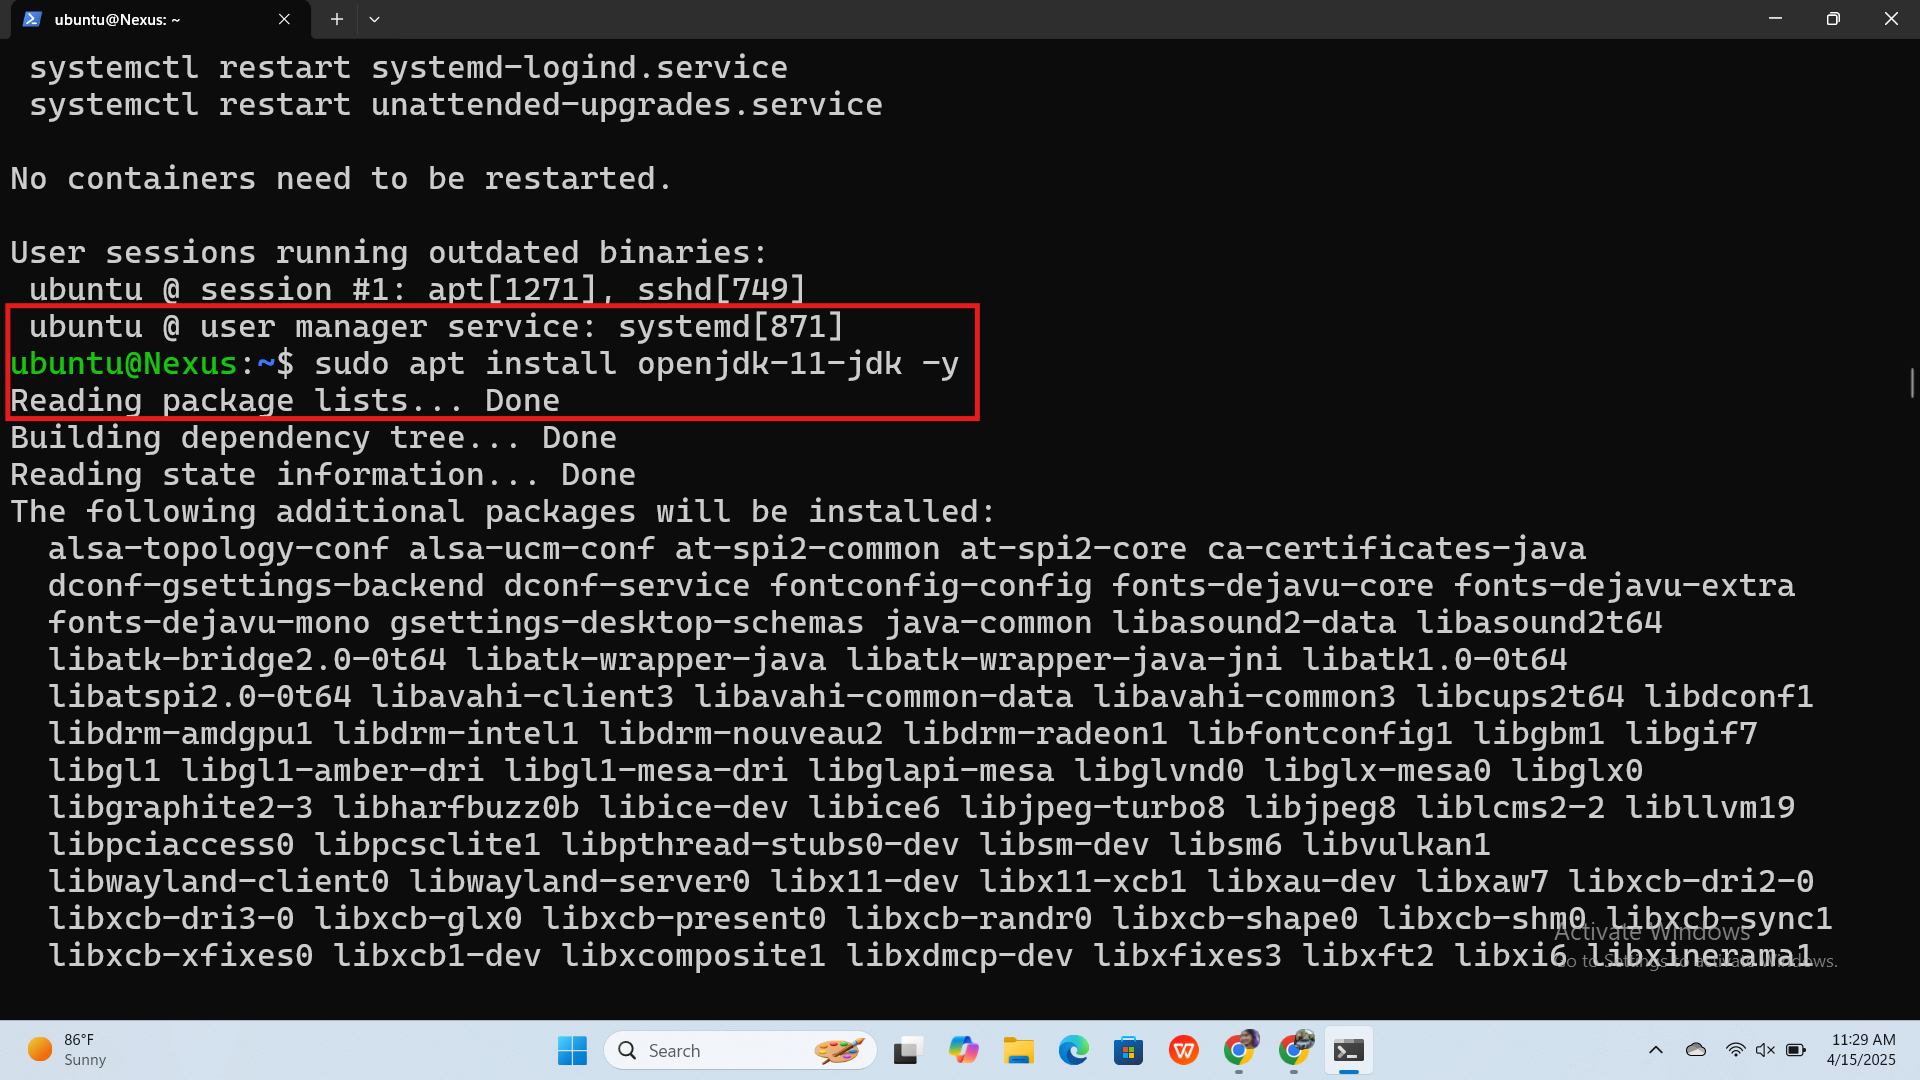 ubuntu@Nexus: ~
systemctl restart systemd-logind.service
systemctl restart unattended-upgrades.service
No containers need to be restarted.
User sessions running outdated binaries:
ubuntu @ session #1: apt[1271], sshd[749]
ubuntu @ user manager service: systemd[871]
ubuntu@Nexus:~$ sudo apt install openjdk-11-jdk -y
Reading package lists... Done
Building dependency tree... Done
Reading state information... Done
The following additional packages will be installed:
alsa-topology-conf alsa-ucm-conf at-spi2-common at-spi2-core ca-certificates-java
dconf-gsettings-backend dconf-service fontconfig-config fonts-dejavu-core fonts-dejavu-extra
fonts-dejavu-mono gsettings-desktop-schemas java-common libasound2-data libasound2t64
libatk-bridge2.0-0t64 libatk-wrapper-java libatk-wrapper-java-jni libatk1.0-0t64
libatspi2.0-0t64 libavahi-client3 libavahi-common-data libavahi-common3 libcups2t64 libdconf1
libdrm-amdgpu1 libdrm-intel1 libdrm-nouveau2 libdrm-radeon1 libfontconfig1 libgbm1 libgif7
libgl1 libgl1-amber-dri libgl1-mesa-dri libglapi-mesa libglvnd0 libglx-mesa0 libglx0
libgraphite2-3 libharfbuzz0b libice-dev libice6 libjpeg-turbo8 libjpeg8 liblcms2-2 libllvm19
libpciaccess0 libpcsclite1 libpthread-stubs0-dev libsm-dev libsm6 libvulkan1
libwayland-client0 libwayland-server0 libx11-dev libx11-xcb1 libxau-dev libxaw7 libxcb-dri2-0
libxcb-dri3-0 libxcb-glx0 libxcb-present0 libxcb-randr0 libxcb-shape0 libxcb-shm0 libxcb-sync1
libxcb-xfixes0 libxcb1-dev libxcomposite1 libxdmcp-dev libxfixes3 libxft2 libxi6 libxinerama1
Activate Windows
Go to Settings to activate Windows.
86°F
Sunny
Search
11:29 AM
4/15/2025